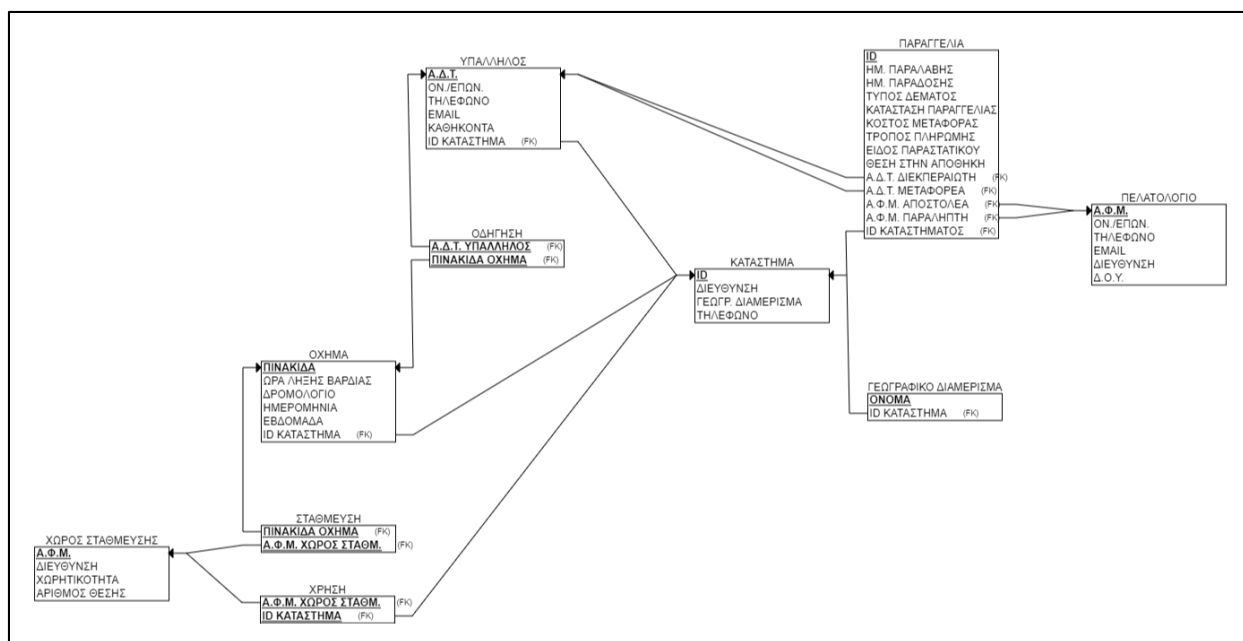 ΥΠΑΛΛΗΛΟΣ
Α.Δ.Τ.
ΟΝ./ΕΠΩΝ.
ΤΗΛΕΦΩΝΟ
EMAIL
ΚΑΘΗΚΟΝΤΑ
ID ΚΑΤΑΣΤΗΜΑ (FK)
ΠΑΡΑΓΓΕΛΙΑ
ID
ΗΜ. ΠΑΡΑΛΑΒΗΣ
ΗΜ. ΠΑΡΑΔΟΣΗΣ
ΤΥΠΟΣ ΔΕΜΑΤΟΣ
ΚΑΤΑΣΤΑΣΗ ΠΑΡΑΓΓΕΛΙΑΣ
ΚΟΣΤΟΣ ΜΕΤΑΦΟΡΑΣ
ΤΡΟΠΟΣ ΠΛΗΡΩΜΗΣ
ΕΙΔΟΣ ΠΑΡΑΣΤΑΤΙΚΟΥ
ΘΕΣΗ ΣΤΗΝ ΑΠΟΘΗΚΗ
Α.Δ.Τ. ΔΙΕΚΠΕΡΑΙΩΤΗ (FK)
Α.Δ.Τ. ΜΕΤΑΦΟΡΕΑ (FK)
Α.Φ.Μ. ΑΠΟΣΤΟΛΕΑ (FK)
Α.Φ.Μ. ΠΑΡΑΛΗΠΤΗ (FK)
ID ΚΑΤΑΣΤΗΜΑΤΟΣ (FK)
ΠΕΛΑΤΟΛΟΓΙΟ
Α.Φ.Μ.
ΟΝ./ΕΠΩΝ.
ΤΗΛΕΦΩΝΟ
EMAIL
ΔΙΕΥΘΥΝΣΗ
Δ.Ο.Υ.
ΟΔΗΓΗΣΗ
Α.Δ.Τ. ΥΠΑΛΛΗΛΟΣ (FK)
ΠΙΝΑΚΙΔΑ ΟΧΗΜΑ (FK)
ΚΑΤΑΣΤΗΜΑ
ID
ΔΙΕΥΘΥΝΣΗ
ΓΕΩΓΡ. ΔΙΑΜΕΡΙΣΜΑ
ΤΗΛΕΦΩΝΟ
ΟΧΗΜΑ
ΠΙΝΑΚΙΔΑ
ΩΡΑ ΛΗΞΗΣ ΒΑΡΔΙΑΣ
ΔΡΟΜΟΛΟΓΙΟ
ΗΜΕΡΟΜΗΝΙΑ
ΕΒΔΟΜΑΔΑ
ID ΚΑΤΑΣΤΗΜΑ (FK)
ΓΕΩΓΡΑΦΙΚΟ ΔΙΑΜΕΡΙΣΜΑ
ΟΝΟΜΑ
ID ΚΑΤΑΣΤΗΜΑ (FK)
ΣΤΑΘΜΕΥΣΗ
ΠΙΝΑΚΙΔΑ ΟΧΗΜΑ (FK)
Α.Φ.Μ. ΧΩΡΟΣ ΣΤΑΘΜ. (FK)
ΧΩΡΟΣ ΣΤΑΘΜΕΥΣΗΣ
Α.Φ.Μ.
ΔΙΕΥΘΥΝΣΗ
ΧΩΡΗΤΙΚΟΤΗΤΑ
ΑΡΙΘΜΟΣ ΘΕΣΗΣ
ΧΡΗΣΗ
Α.Φ.Μ. ΧΩΡΟΣ ΣΤΑΘΜ. (FK)
ID ΚΑΤΑΣΤΗΜΑ (FK)